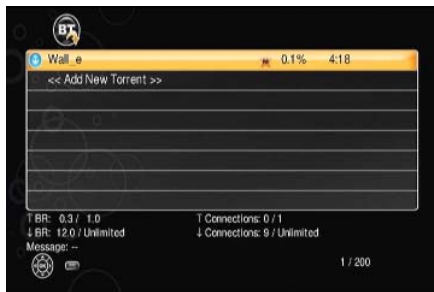 BT
Wall_e 0.1% 4:18
<< Add New Torrent >>
↑ BR: 0.3 / 1.0 ↑ Connections: 0 / 1
↓ BR: 12.0 / Unlimited ↓ Connections: 9 / Unlimited
Message: --
OK
1 / 200